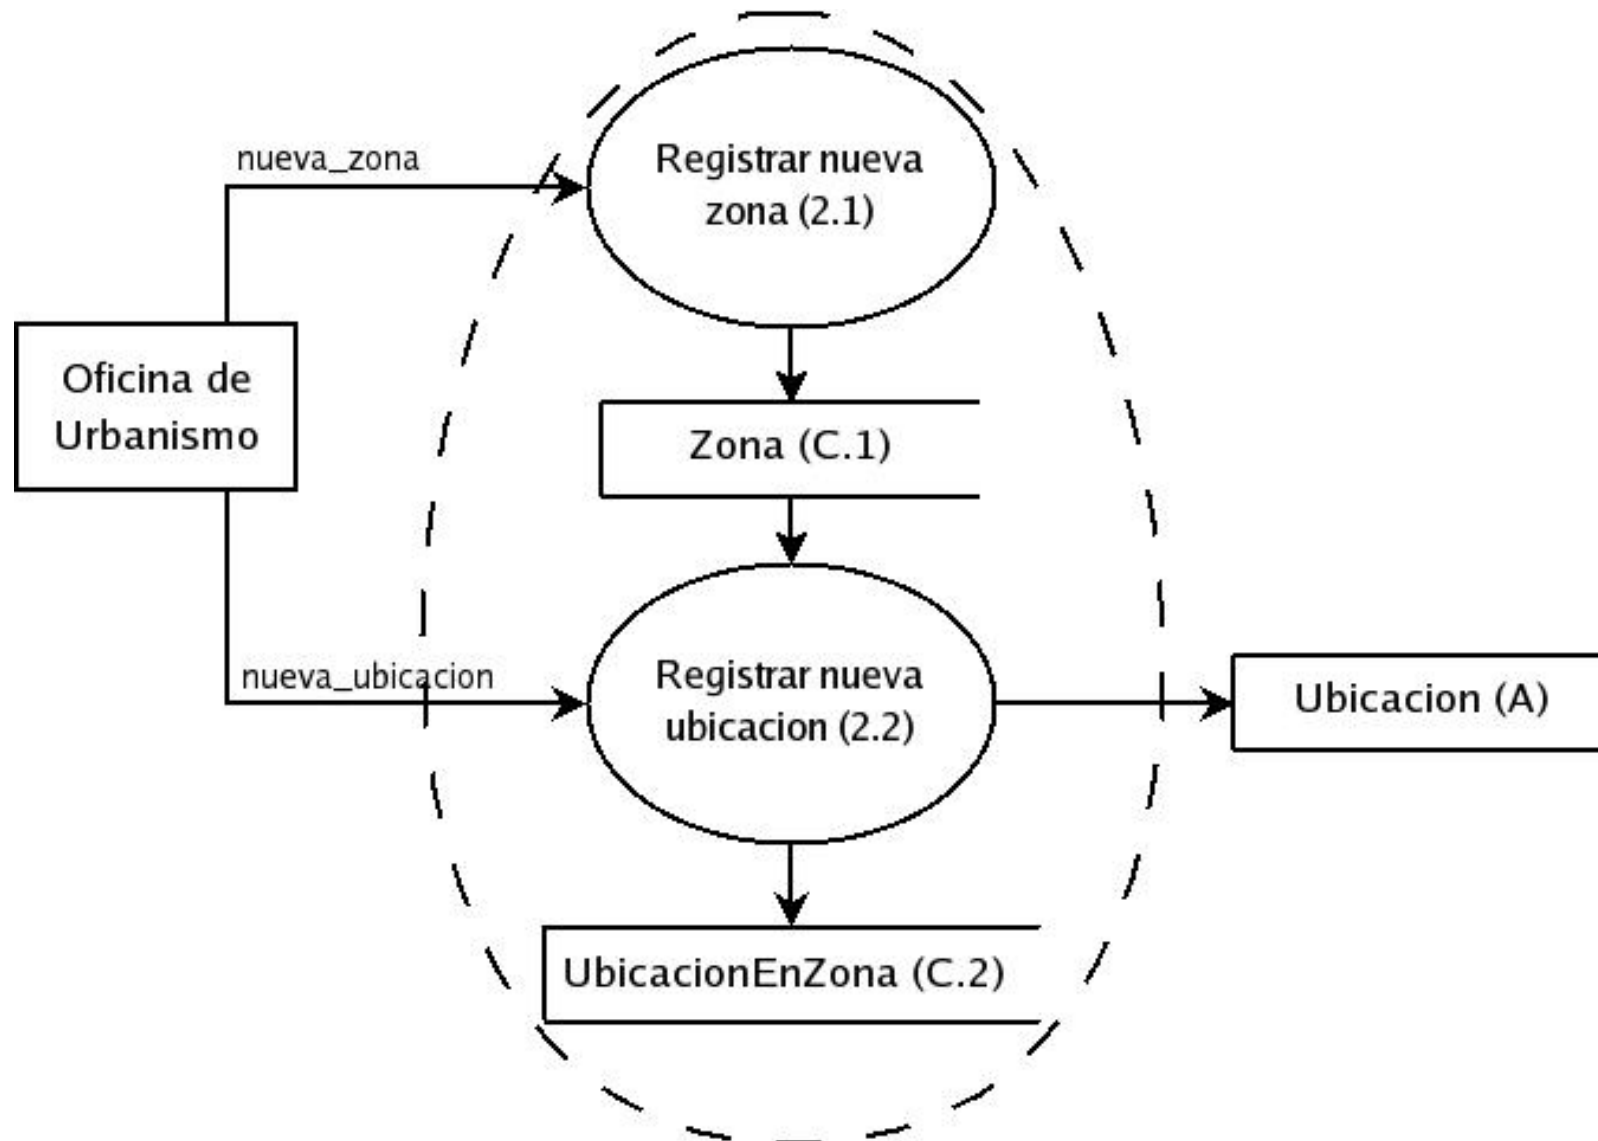 nueva_zona
Registrar nueva
zona (2.1)
Oficina de
Urbanismo
Zona (C.1)
nueva_ubicacion
Registrar nueva
ubicacion (2.2)
Ubicacion (A)
UbicacionEnZona (C.2)